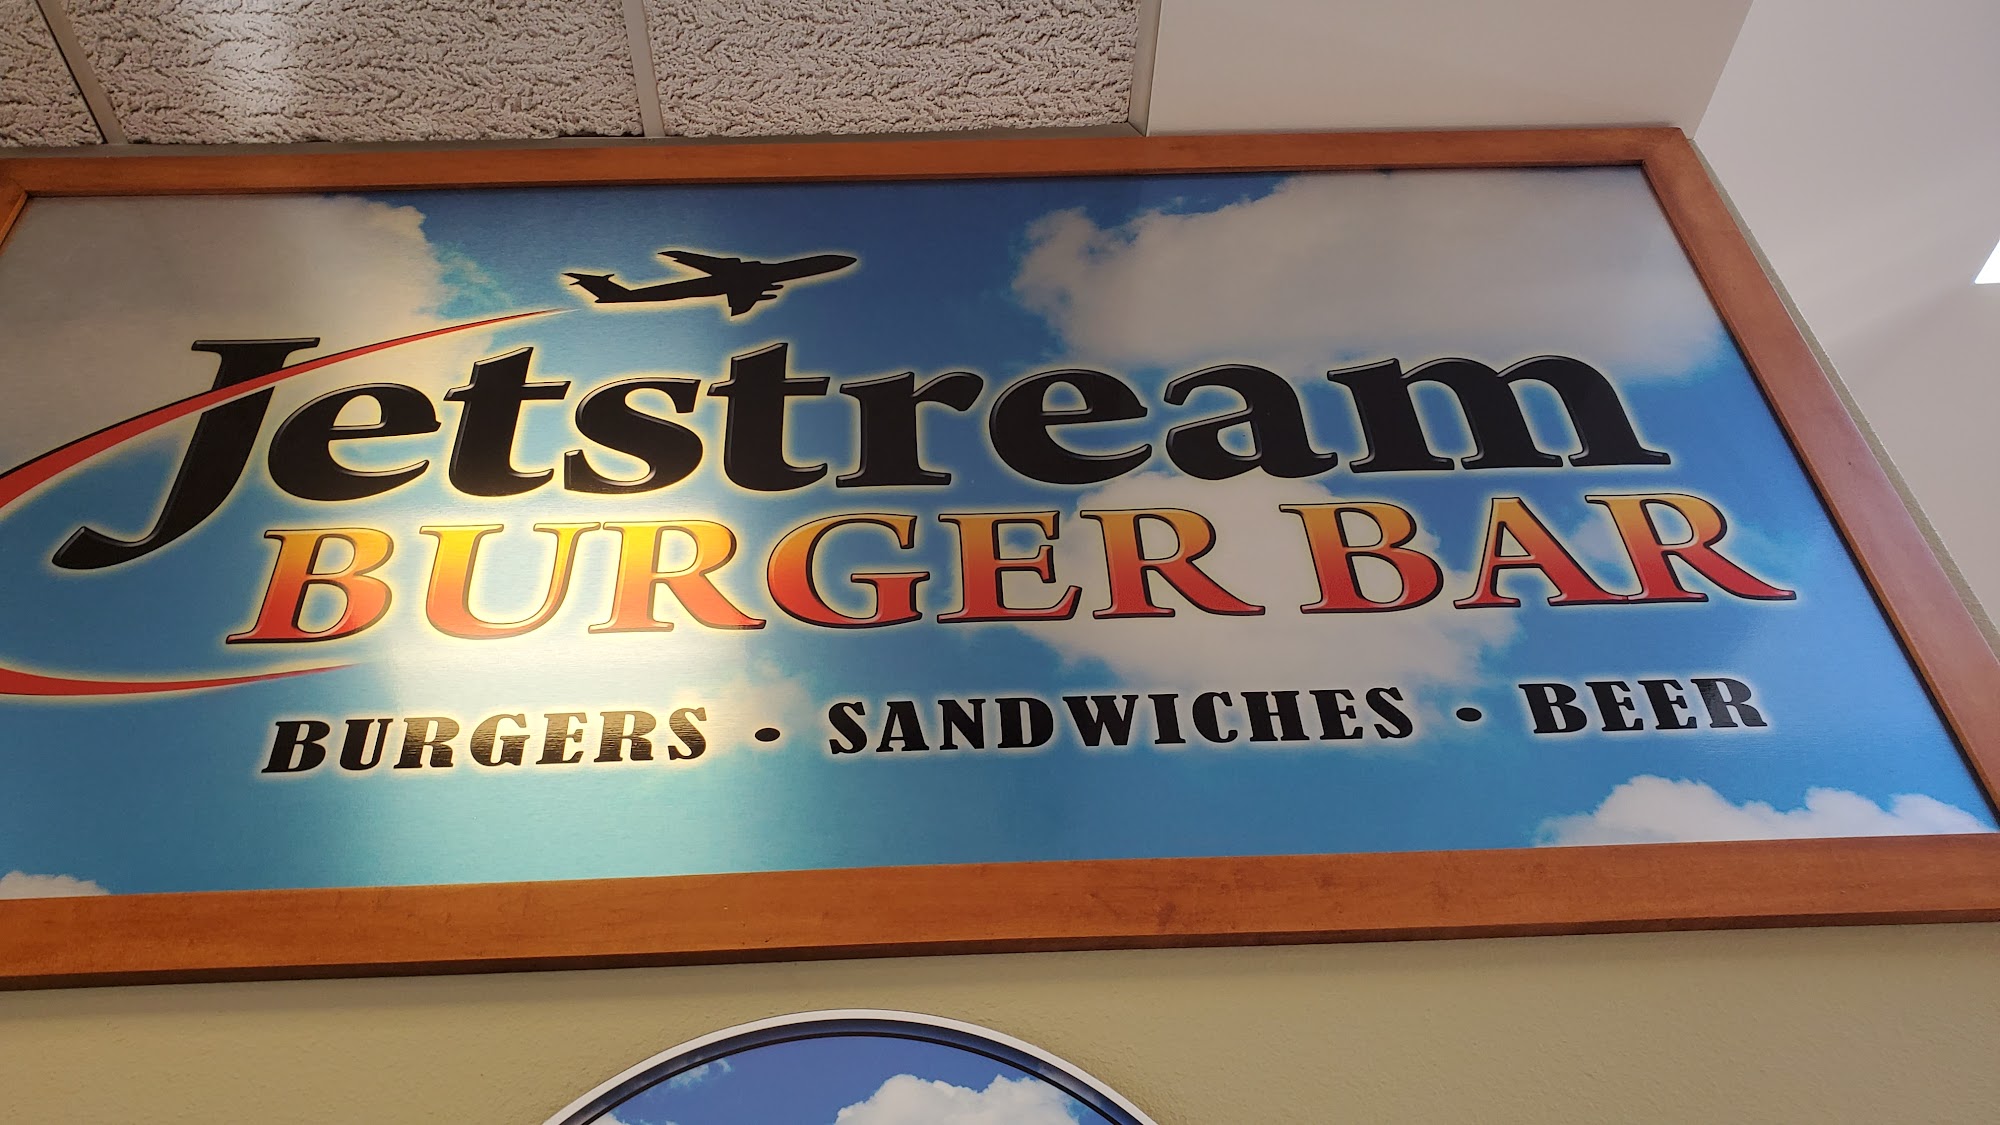 Jetstream
BURGER BAR
BURGERS • SANDWICHES • BEER